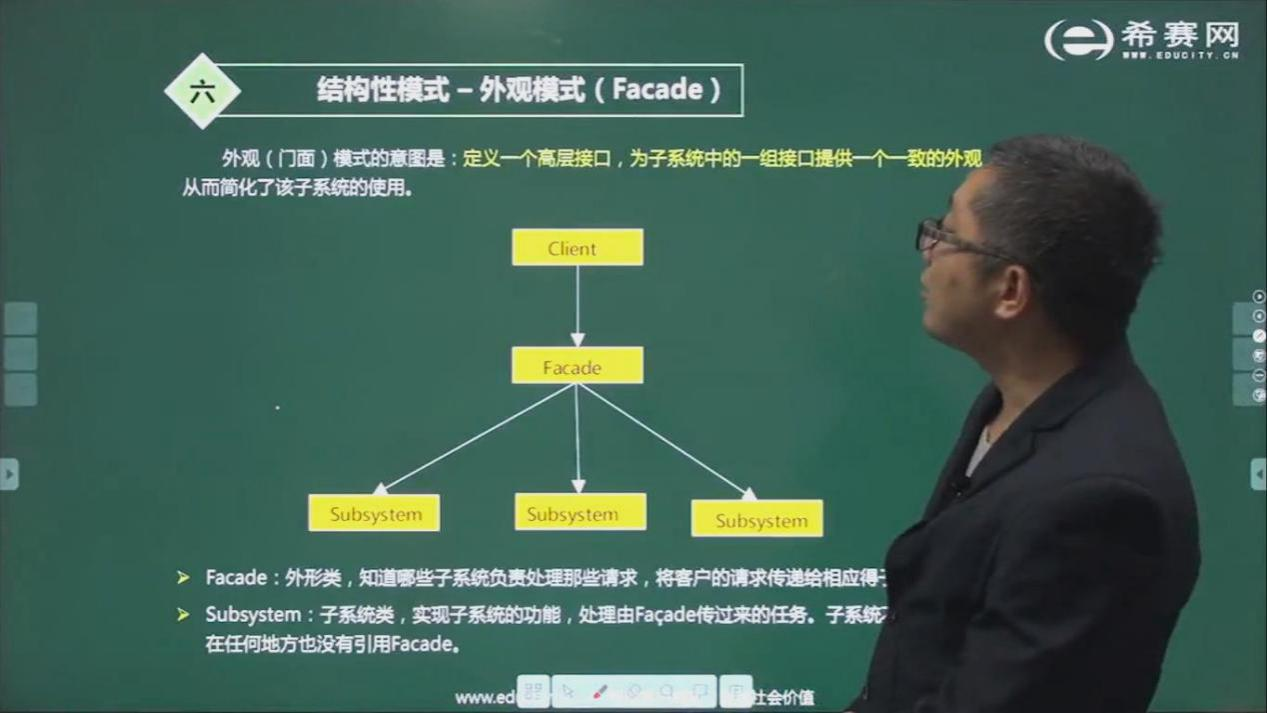 希赛网
WWW.EDUCITY.CN
六
结构性模式 – 外观模式（Facade）
外观（门面）模式的意图是：定义一个高层接口，为子系统中的一组接口提供一个一致的外观
从而简化了该子系统的使用。
Client
Facade
Subsystem Subsystem Subsystem
Facade：外形类，知道哪些子系统负责处理那些请求，将客户的请求传递给相应得
Subsystem：子系统类，实现子系统的功能，处理由Façade传过来的任务。子系统
在任何地方也没有引用Facade。
www.ed 社会价值